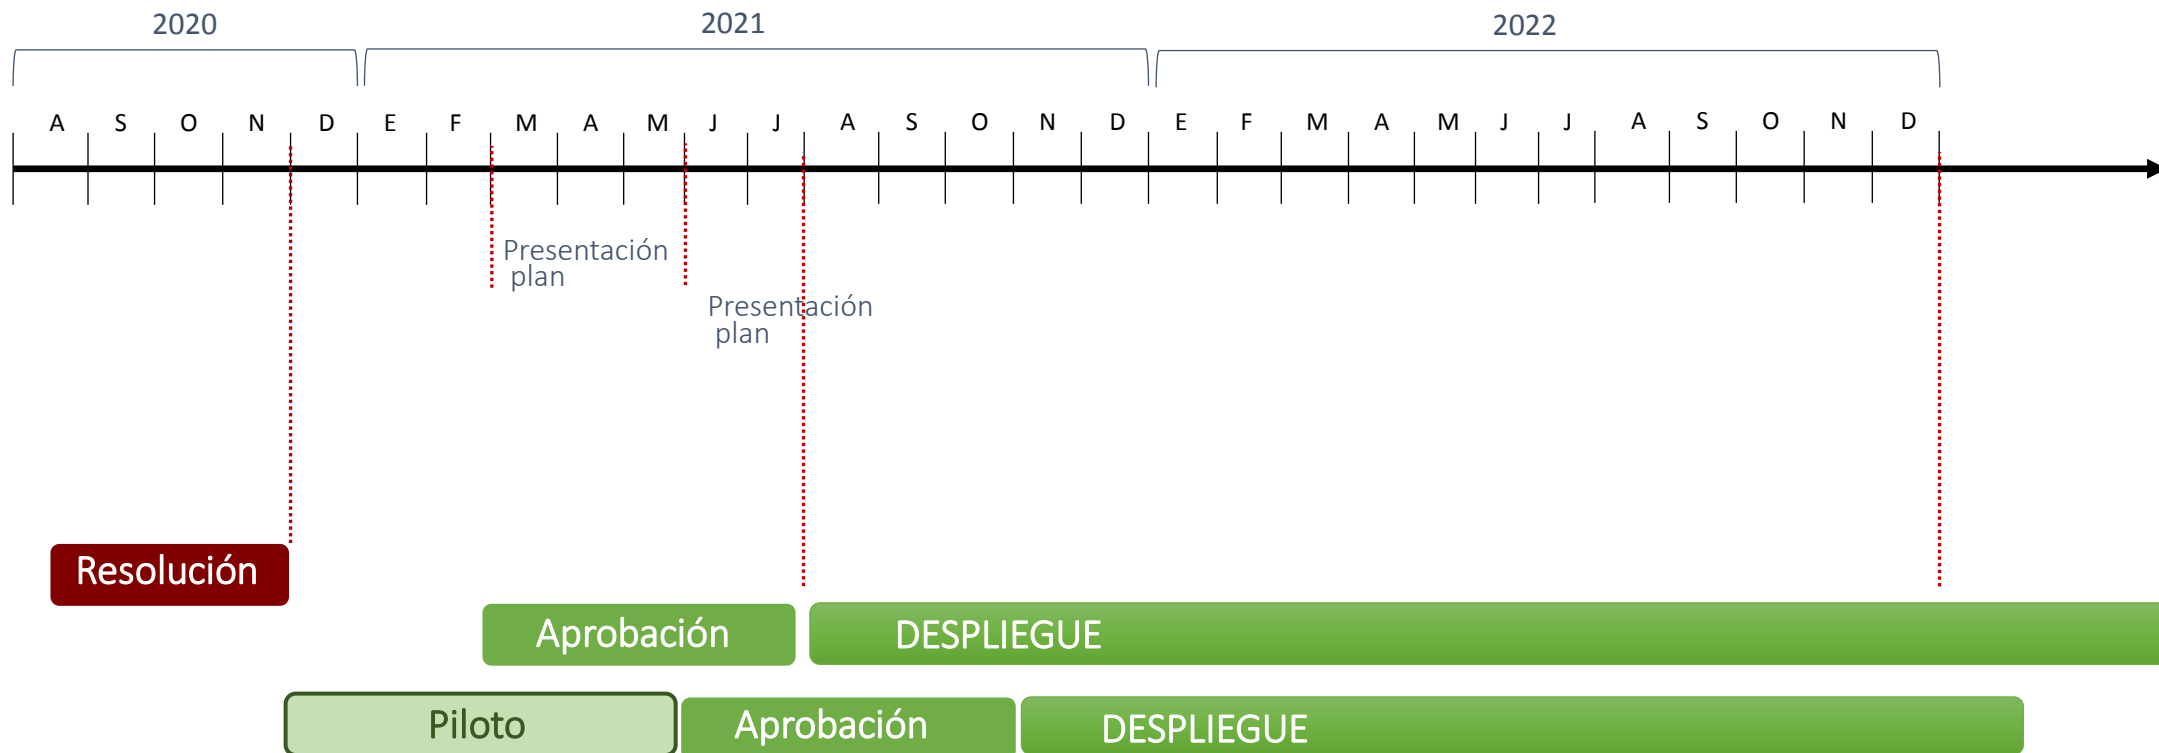 2020 2021 2022
A S O N D E F M A M J J A S O N D E F M A M J J A S O N D
Presentación
plan
Presentación
plan
Resolución
Aprobación DESPLIEGUE
Piloto Aprobación DESPLIEGUE